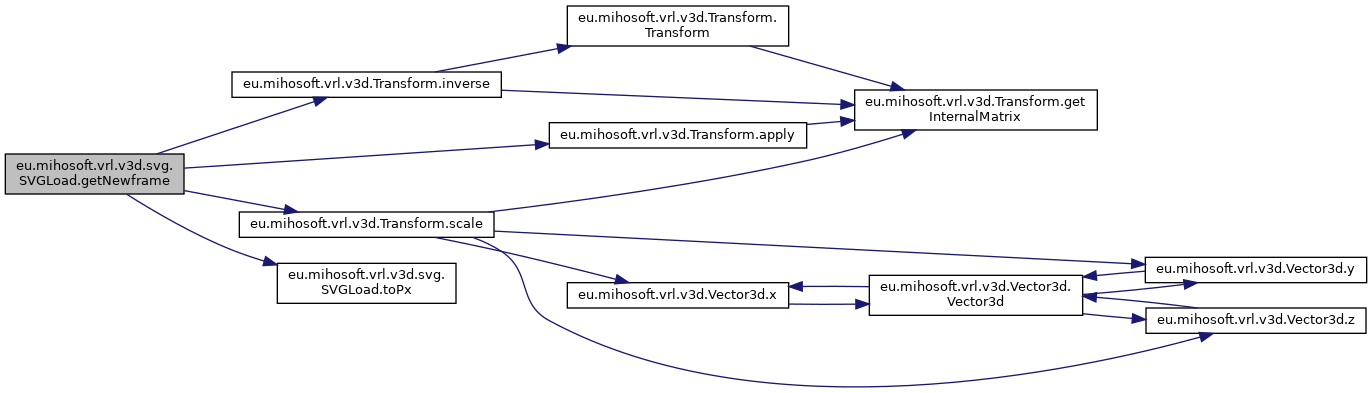 eu.mihosoft.vrl.v3d.Transform.
Transform
eu.mihosoft.vrl.v3d.Transform.inverse
eu.mihosoft.vrl.v3d.Transform.get
InternalMatrix
eu.mihosoft.vrl.v3d.Transform.apply
eu.mihosoft.vrl.v3d.svg.
SVGLoad.getNewframe
eu.mihosoft.vrl.v3d.Transform.scale
eu.mihosoft.vrl.v3d.svg.
SVGLoad.toPx
eu.mihosoft.vrl.v3d.Vector3d.x
eu.mihosoft.vrl.v3d.Vector3d.
Vector3d
eu.mihosoft.vrl.v3d.Vector3d.y
eu.mihosoft.vrl.v3d.Vector3d.z